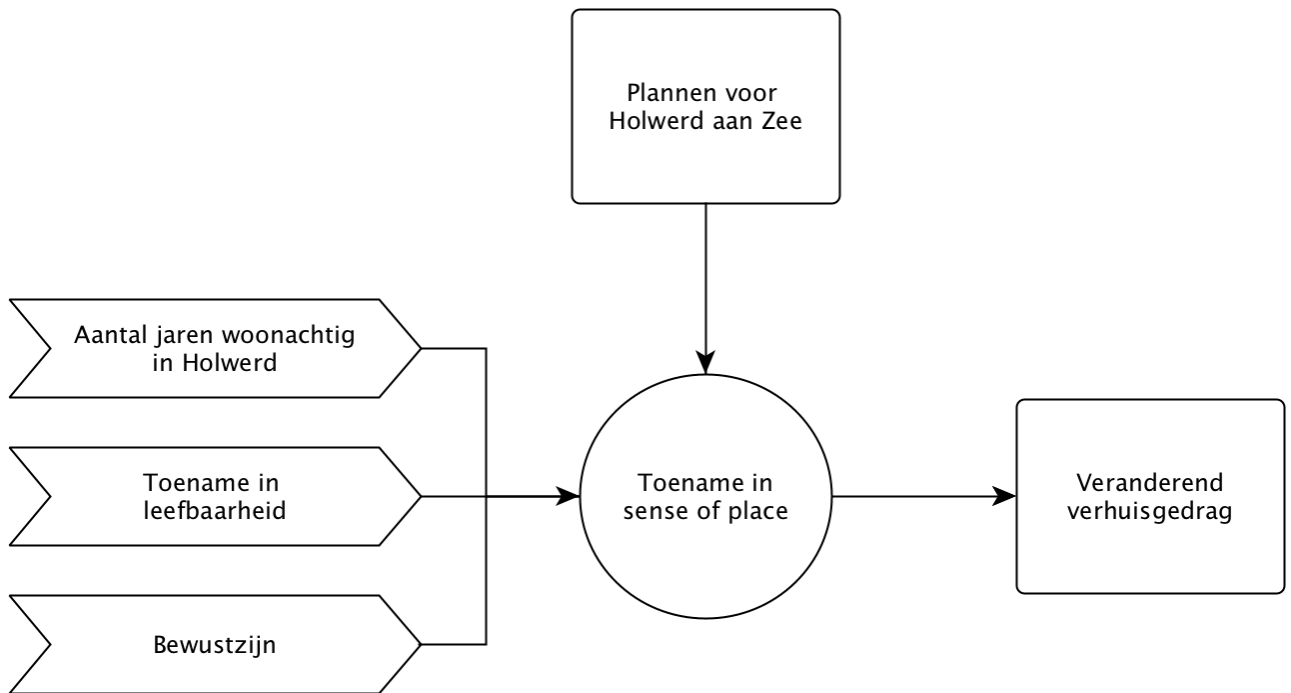 Plannen voor
Holwerd aan Zee
Aantal jaren woonachtig
in Holwerd
Toename in
leefbaarheid
Bewustzijn
Toename in
sense of place
Veranderend
verhuisgedrag